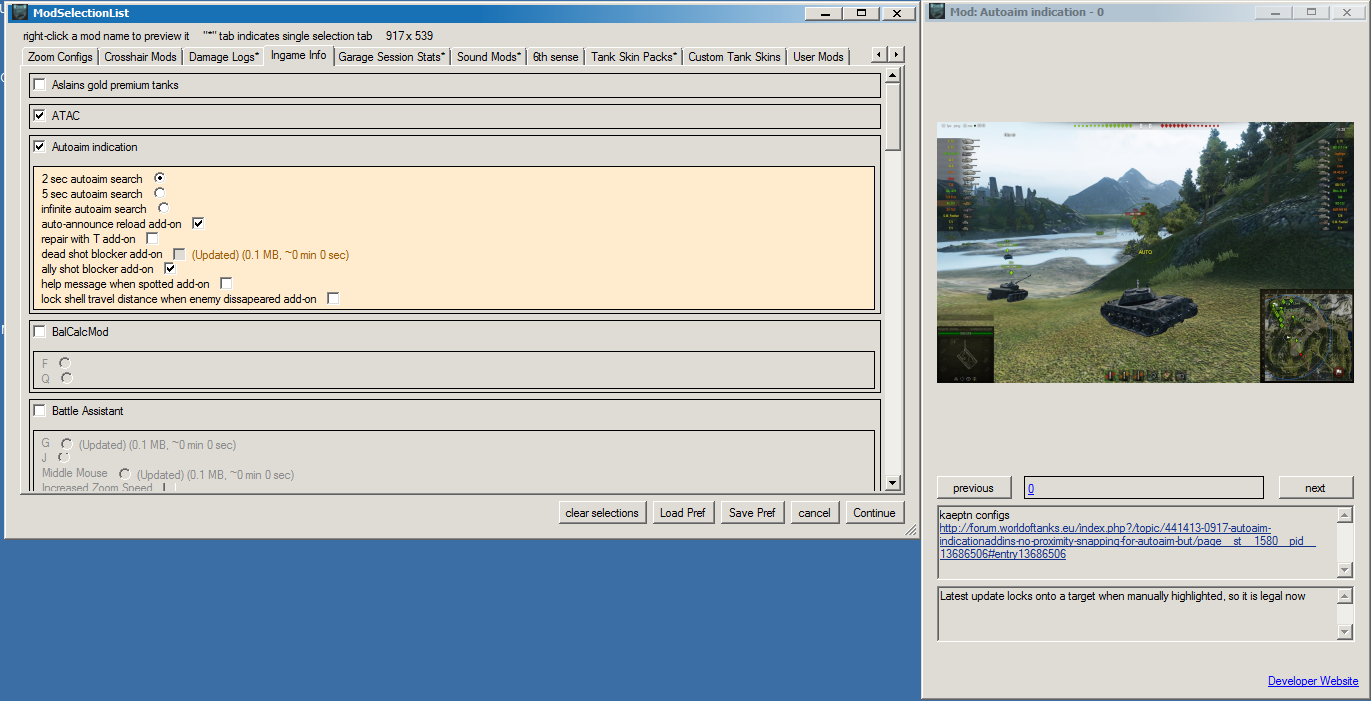 ModSelectionList
right-click a mod name to preview it "*" tab indicates single selection tab 917 x 539
Zoom Configs Crosshair Mods Damage Logs* Ingame Info Garage Session Stats* Sound Mods* 6th sense Tank Skin Packs* Custom Tank Skins User Mods
Aslains gold premium tanks
ATAC
Autoaim indication
2 sec autoaim search
5 sec autoaim search
infinite autoaim search
auto-announce reload add-on
repair with T add-on
dead shot blocker add-on (Updated) (0.1 MB, ~0 min 0 sec)
ally shot blocker add-on
help message when spotted add-on
lock shell travel distance when enemy dissapeared add-on
BalCalcMod
F
Q
Battle Assistant
G (Updated) (0.1 MB, ~0 min 0 sec)
J
Middle Mouse (Updated) (0.1 MB, ~0 min 0 sec)
Increased Zoom Speed
clear selections Load Pref Save Pref cancel Continue
Mod: Autoaim indication - 0
AUTO
previous 0 next
kaeptn configs
http://forum.worldoftanks.eu/index.php?/topic/441413-0917-autoaim-
indicationaddins-no-proximity-snapping-for-autoaim-but/page__st__1580__pid__
13686506#entry13686506
Latest update locks onto a target when manually highlighted, so it is legal now
Developer Website